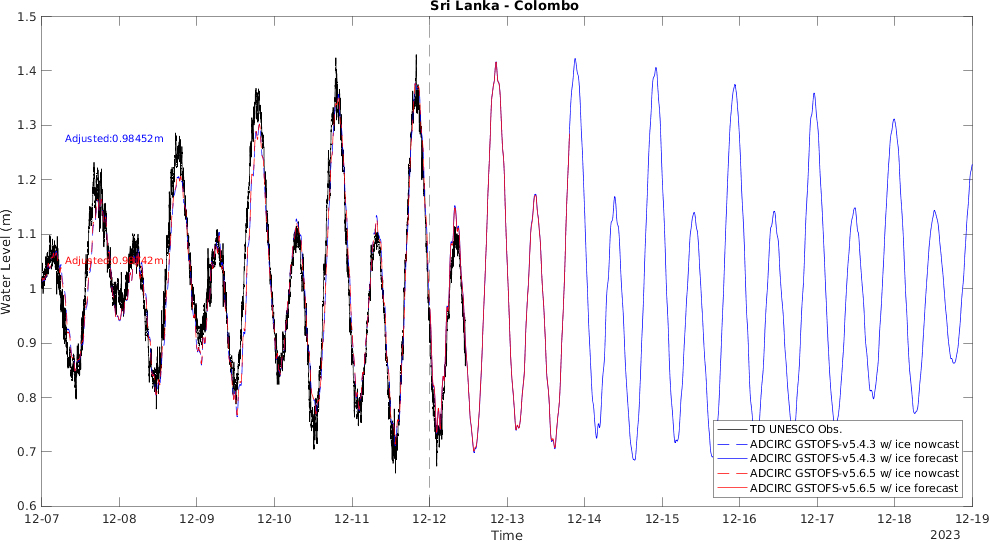 Sri Lanka - Colombo
1.5
1.4
1.3
1.2
1.1
1
0.9
0.8
0.7
0.6
Water Level (m)
Adjusted:0.98452m
TD UNESCO Obs.
ADCIRC GSTOFS-v5.4.3 w/ ice nowcast
ADCIRC GSTOFS-v5.4.3 w/ ice forecast
ADCIRC GSTOFS-v5.6.5 w/ ice nowcast
ADCIRC GSTOFS-v5.6.5 w/ ice forecast
12-07 12-08 12-09 12-10 12-11 12-12 12-13 12-14 12-15 12-16 12-17 12-18 12-19
Time
2023